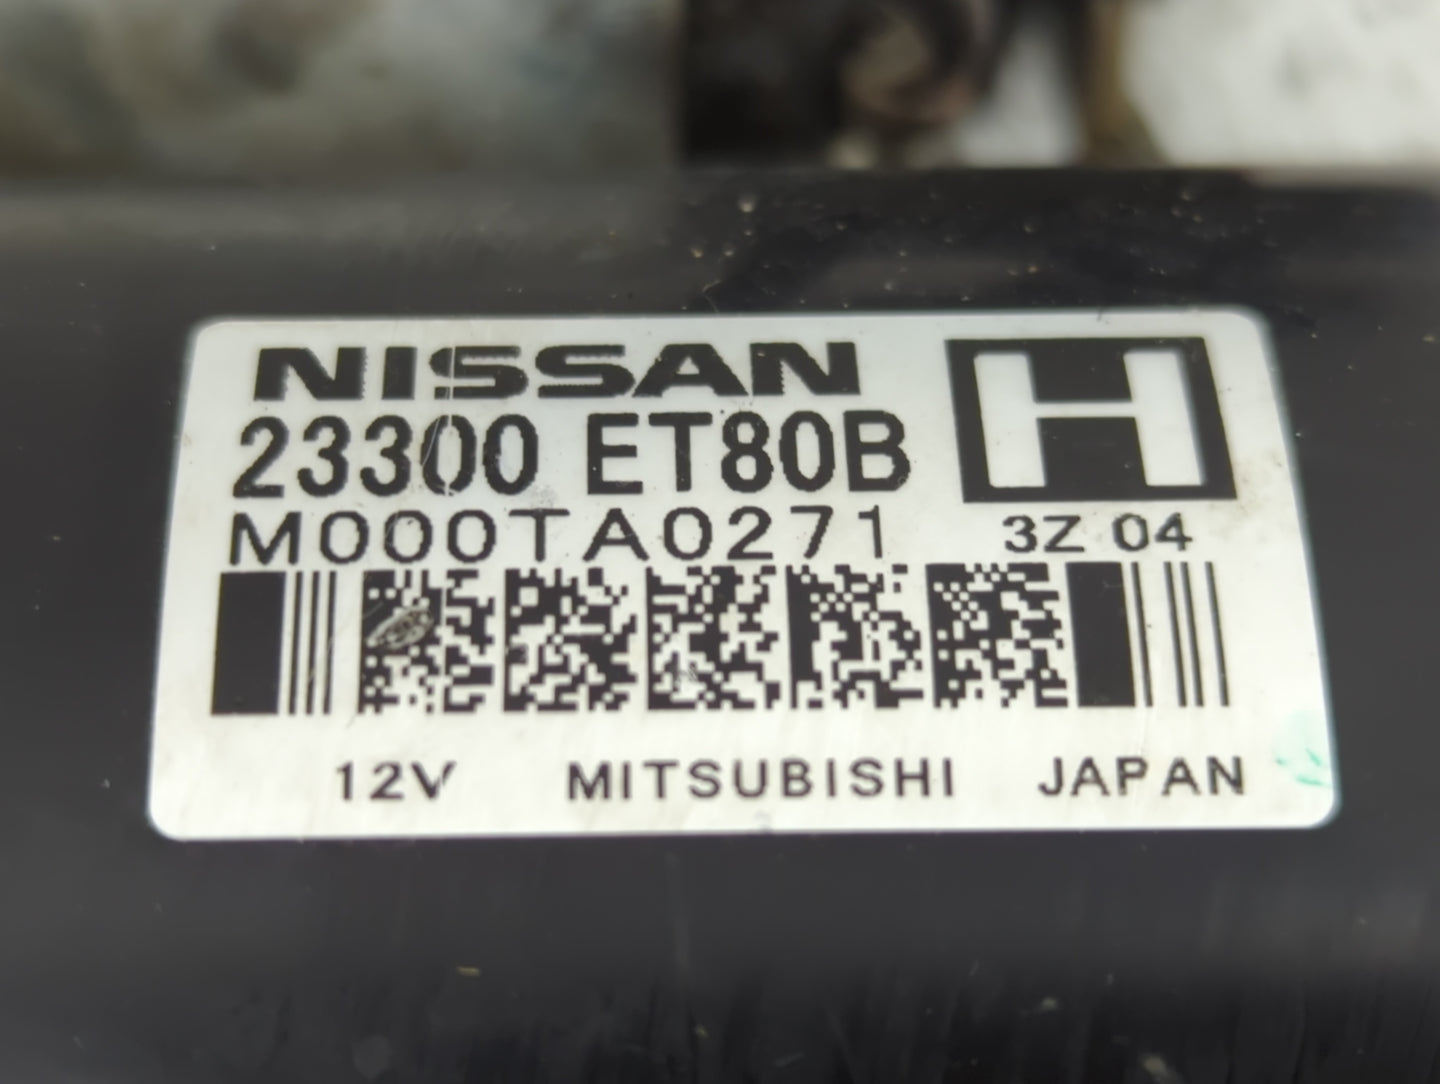 NISSAN
H
23300 ET80B
M000TA0271
3Z 04
12V MITSUBISHI JAPAN